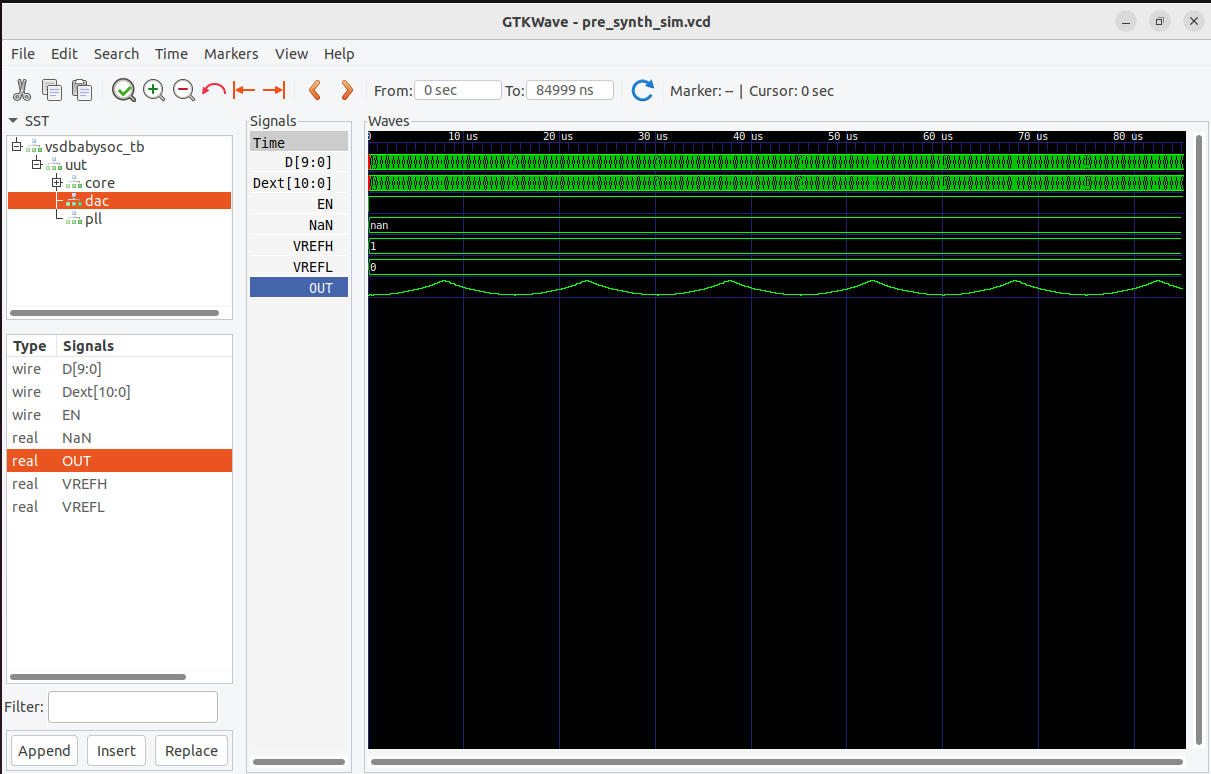 GTKWave - pre_synth_sim.vcd
File Edit Search Time Markers View Help
From: 0 sec To: 84999 ns Marker: -- | Cursor: 0 sec
SST
vsdbabysoc_tb
uut
core
dac
pll
Type Signals
wire D[9:0]
wire Dext[10:0]
wire EN
real NaN
real OUT
real VREFH
real VREFL
Filter:
Append Insert Replace
Signals
Time
D[9:0]
Dext[10:0]
EN
NaN
VREFH
VREFL
OUT
Waves
0 10 us 20 us 30 us 40 us 50 us 60 us 70 us 80 us
nan
1
0